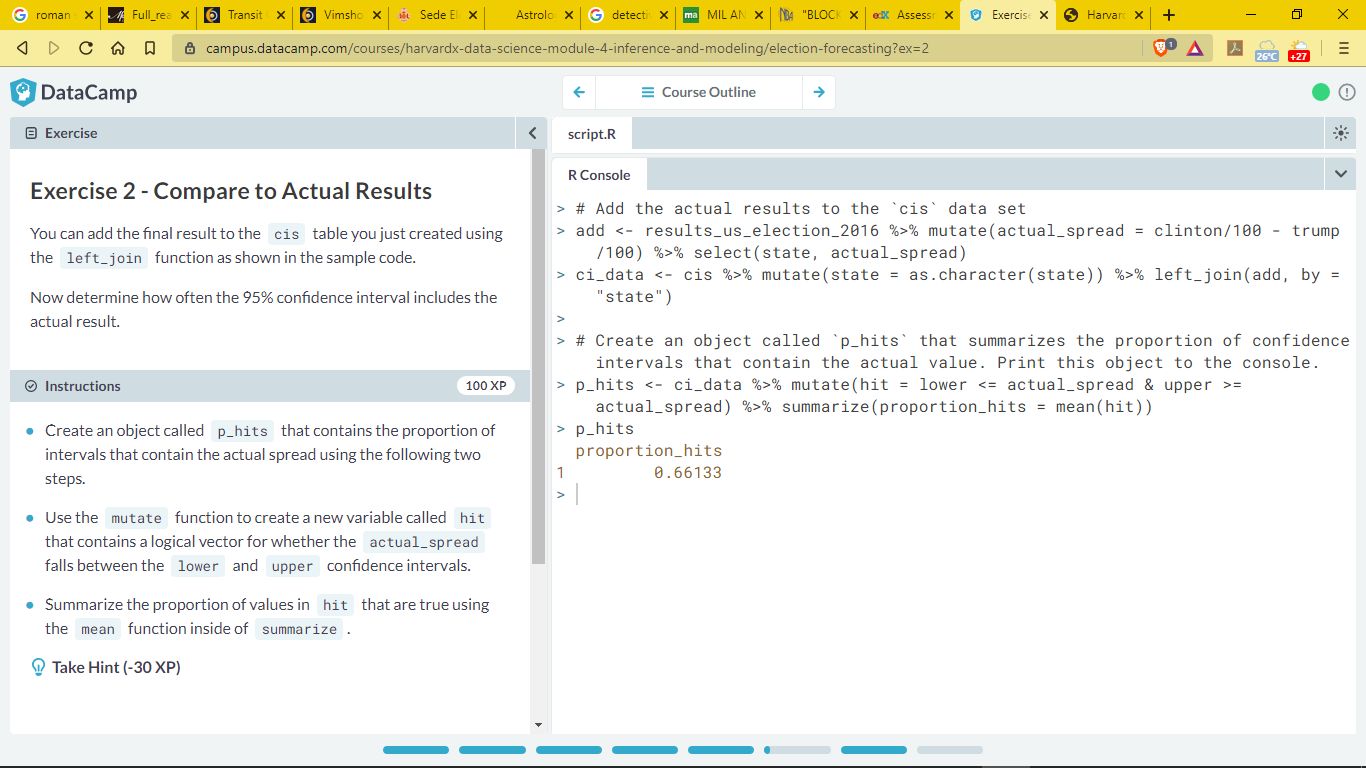 roman
Full_rea
Transit
Vimsho
Sede El
Astrolo
detectiv
ma MIL AN
"BLOCK
edX Assessm
Exercise
Harvard
campus.datacamp.com/courses/harvardx-data-science-module-4-inference-and-modeling/election-forecasting?ex=2
1
26°C
+27
DataCamp
Course Outline
Exercise
script.R
R Console
Exercise 2 - Compare to Actual Results
You can add the final result to the cis table you just created using
the left_join function as shown in the sample code.
Now determine how often the 95% confidence interval includes the
actual result.
Instructions
100 XP
Create an object called p_hits that contains the proportion of
intervals that contain the actual spread using the following two
steps.
Use the mutate function to create a new variable called hit
that contains a logical vector for whether the actual_spread
falls between the lower and upper confidence intervals.
Summarize the proportion of values in hit that are true using
the mean function inside of summarize .
Take Hint (-30 XP)
> # Add the actual results to the `cis` data set
> add <- results_us_election_2016 %>% mutate(actual_spread = clinton/100 - trump
/100) %>% select(state, actual_spread)
> ci_data <- cis %>% mutate(state = as.character(state)) %>% left_join(add, by =
"state")
>
> # Create an object called `p_hits` that summarizes the proportion of confidence
intervals that contain the actual value. Print this object to the console.
> p_hits <- ci_data %>% mutate(hit = lower <= actual_spread & upper >=
actual_spread) %>% summarize(proportion_hits = mean(hit))
> p_hits
proportion_hits
1 0.66133
>